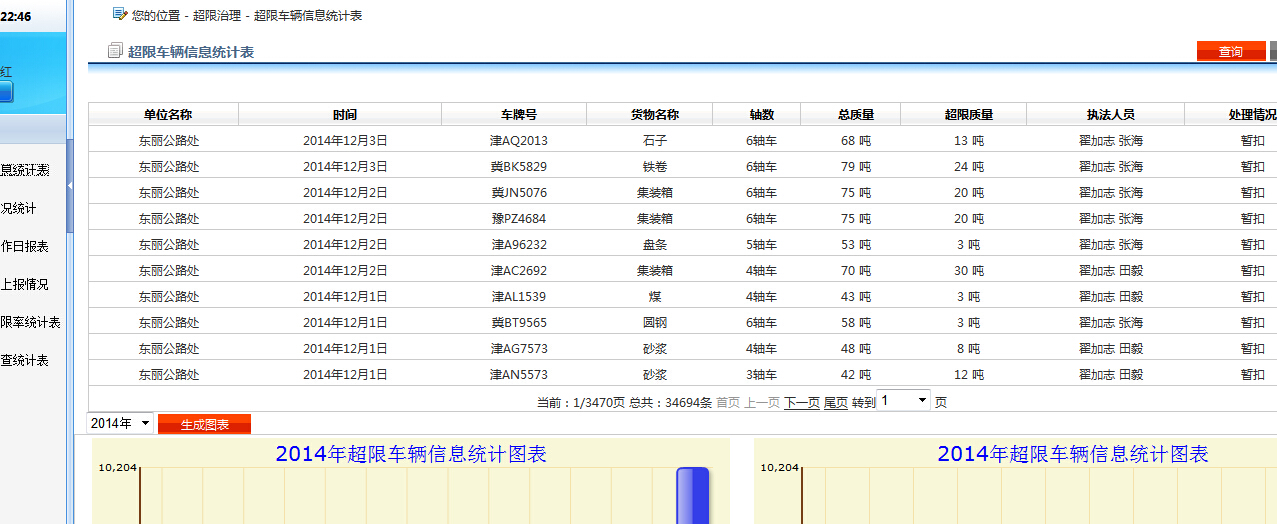 22:46
您的位置 - 超限治理 - 超限车辆信息统计表
超限车辆信息统计表
查询
红
单位名称 时间 车牌号 货物名称 轴数 总质量 超限质量 执法人员 处理情况
东丽公路处 2014年12月3日 津AQ2013 石子 6轴车 68 吨 13 吨 翟加志 张海 暂扣
东丽公路处 2014年12月3日 冀BK5829 铁卷 6轴车 79 吨 24 吨 翟加志 张海 暂扣
东丽公路处 2014年12月2日 冀JN5076 集装箱 6轴车 75 吨 20 吨 翟加志 张海 暂扣
东丽公路处 2014年12月2日 豫PZ4684 集装箱 6轴车 75 吨 20 吨 翟加志 张海 暂扣
东丽公路处 2014年12月2日 津A96232 盘条 5轴车 53 吨 3 吨 翟加志 张海 暂扣
东丽公路处 2014年12月2日 津AC2692 集装箱 4轴车 70 吨 30 吨 翟加志 田毅 暂扣
东丽公路处 2014年12月1日 津AL1539 煤 4轴车 43 吨 3 吨 翟加志 田毅 暂扣
东丽公路处 2014年12月1日 冀BT9565 圆钢 6轴车 58 吨 3 吨 翟加志 张海 暂扣
东丽公路处 2014年12月1日 津AG7573 砂浆 4轴车 48 吨 8 吨 翟加志 田毅 暂扣
东丽公路处 2014年12月1日 津AN5573 砂浆 3轴车 42 吨 12 吨 翟加志 田毅 暂扣
当前：1/3470页 总共：34694条 首页 上一页 下一页 尾页 转到 1 页
息统计表
况统计
作日报表
上报情况
限率统计表
查统计表
2014年 生成图表
2014年超限车辆信息统计图表
10,204
2014年超限车辆信息统计图表
10,204